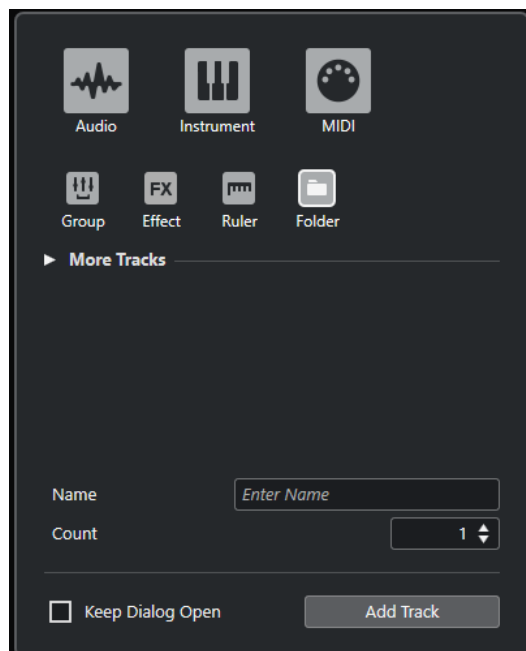 Audio Instrument MIDI
FX
Group Effect Ruler Folder
More Tracks
Name Enter Name
Count 1
Keep Dialog Open Add Track